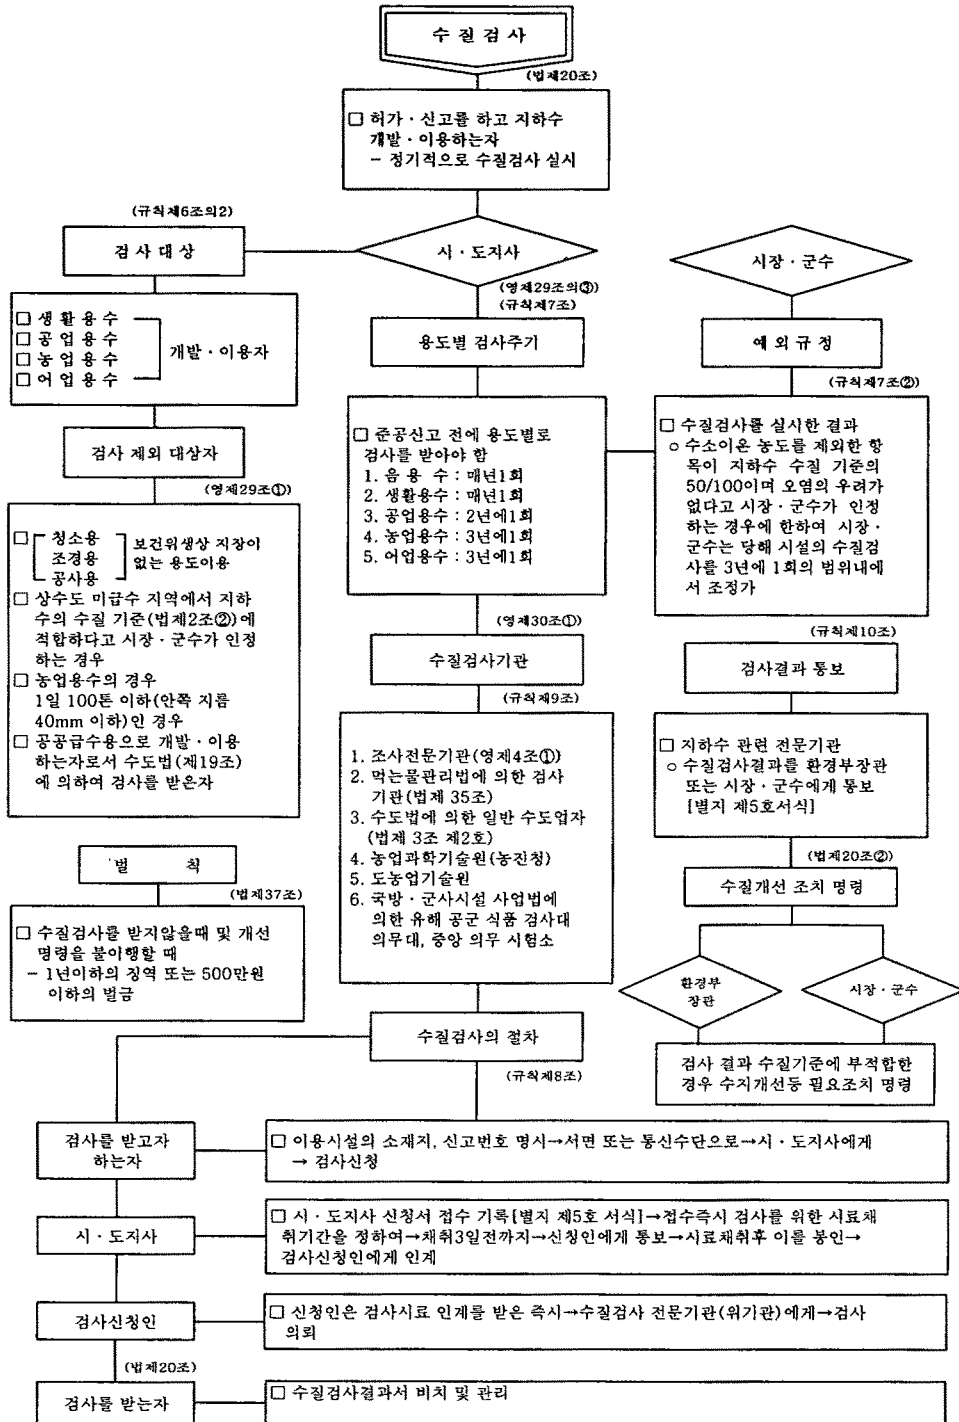 수 질 검 사
(법제20조)
□ 허가 · 신고를 하고 지하수
개발 · 이용하는자
- 정기적으로 수질검사 실시
(규칙제6조의2)
검 사 대 상
시 · 도지사
시장 · 군수
(영제29조의③)
(규칙제7조)
□ 생 활 용 수
□ 공 업 용 수
□ 농 업 용 수
□ 어 업 용 수
개발 · 이용자
용도별 검사주기
예 외 규 정
(규칙제7조②)
검사 제외 대상자
(영제29조①)
□ 준공신고 전에 용도별로
검사를 받아야 함
1. 음 용 수 : 매년1회
2. 생활용수 : 매년1회
3. 공업용수 : 2년에1회
4. 농업용수 : 3년에1회
5. 어업용수 : 3년에1회
□ 수질검사를 실시한 결과
○ 수소이온 농도를 제외한 항
목이 지하수 수질 기준의
50/100이며 오염의 우려가
없다고 시장 · 군수가 인정
하는 경우에 한하여 시장 ·
군수는 당해 시설의 수질검
사를 3년에 1회의 범위내에
서 조정가
□ 청소용
조경용
공사용
보건위생상 지장이
없는 용도이용
□ 상수도 미급수 지역에서 지하
수의 수질 기준(법제2조②)에
적합하다고 시장 · 군수가 인정
하는 경우
□ 농업용수의 경우
1일 100톤 이하(안쪽 지름
40mm 이하)인 경우
□ 공공급수용으로 개발 · 이용
하는자로서 수도법(제19조)
에 의하여 검사를 받은자
(영제30조①)
수질검사기관
(규칙제9조)
(규칙제10조)
검사결과 통보
1. 조사전문기관(영제4조①)
2. 먹는물관리법에 의한 검사
기관(법제 35조)
3. 수도법에 의한 일반 수도업자
(법제 3조 제2호)
4. 농업과학기술원(농진청)
5. 도농업기술원
6. 국방 · 군사시설 사업법에
의한 유해 공군 식품 검사대
의무대, 중앙 의무 시험소
□ 지하수 관련 전문기관
○ 수질검사결과를 환경부장관
또는 시장 · 군수에게 통보
[별지 제5호서식]
(법제20조②)
수질개선 조치 명령
벌 칙
(법제37조)
□ 수질검사를 받지않을때 및 개선
명령을 불이행할 때
- 1년이하의 징역 또는 500만원
이하의 벌금
환경부
장관
시장 · 군수
수질검사의 절차
(규칙제8조)
검사 결과 수질기준에 부적합한
경우 수지개선등 필요조치 명령
검사를 받고자
하는자
□ 이용시설의 소재지, 신고번호 명시→서면 또는 통신수단으로→시 · 도지사에게
→ 검사신청
시 · 도지사
□ 시 · 도지사 신청서 접수 기록[별지 제5호 서식]→접수즉시 검사를 위한 시료채
취기간을 정하여→채취3일전까지→신청인에게 통보→시료채취후 이를 봉인→
검사신청인에게 인계
검사신청인
□ 신청인은 검사시료 인계를 받은 즉시→수질검사 전문기관(위기관)에게→검사
의뢰
(법제20조)
검사를 받는자
□ 수질검사결과서 비치 및 관리